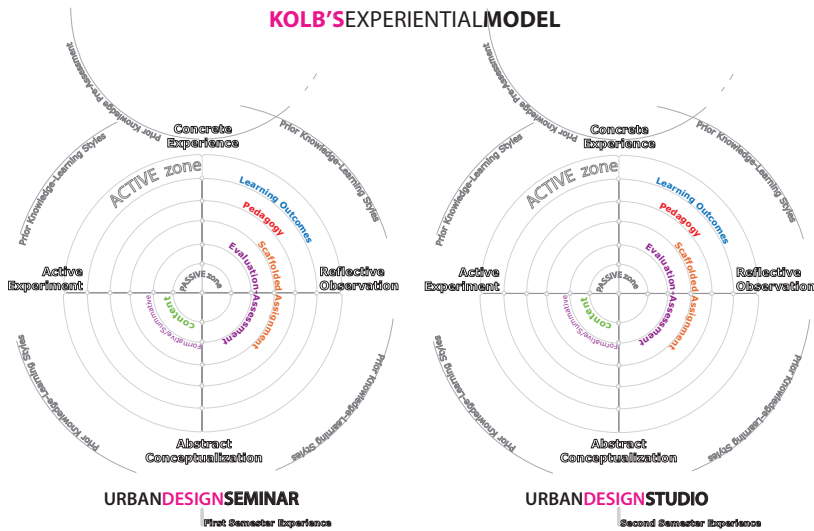 KOLB'SEXPERIENTIALMODEL
Prior Knowledge Pre-Assessment
Prior Knowledge-Learning Styles
Concrete
Experience
Prior Knowledge-Learning Styles
ACTIVE zone
Learning Outcomes
Pedagogy
Scaffolded Assignment
Evaluation-Assessment
PASSIVE zone
Active
Experiment
Reflective
Observation
content
Formative/Summative
Prior Knowledge-Learning Styles
Prior Knowledge-Learning Styles
Abstract
Conceptualization
URBANDESIGNSEMINAR
First Semester Experience
Prior Knowledge Pre-Assessment
Prior Knowledge-Learning Styles
Concrete
Experience
Prior Knowledge-Learning Styles
ACTIVE zone
Learning Outcomes
Pedagogy
Scaffolded Assignment
Evaluation-Assessment
PASSIVE zone
Active
Experiment
Reflective
Observation
content
Formative/Summative
Prior Knowledge-Learning Styles
Prior Knowledge-Learning Styles
Abstract
Conceptualization
URBANDESIGNSTUDIO
Second Semester Experience